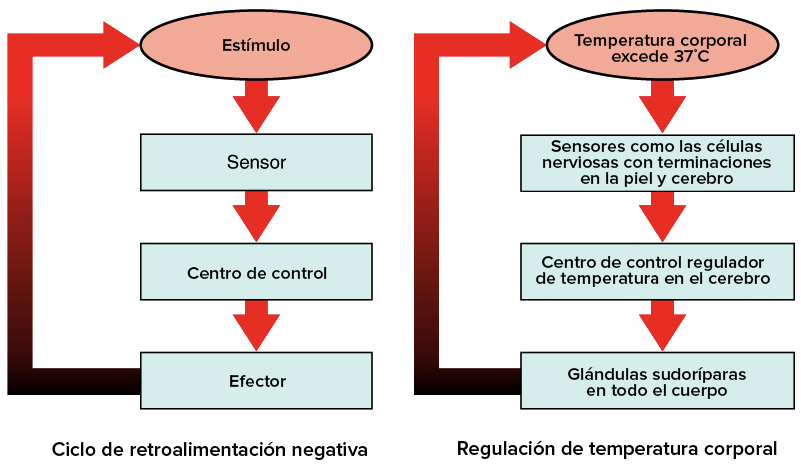 Estímulo
Sensor
Centro de control
Efector
Ciclo de retroalimentación negativa
Temperatura corporal
excede 37°C
Sensores como las células
nerviosas con terminaciones
en la piel y cerebro
Centro de control regulador
de temperatura en el cerebro
Glándulas sudoríparas
en todo el cuerpo
Regulación de temperatura corporal